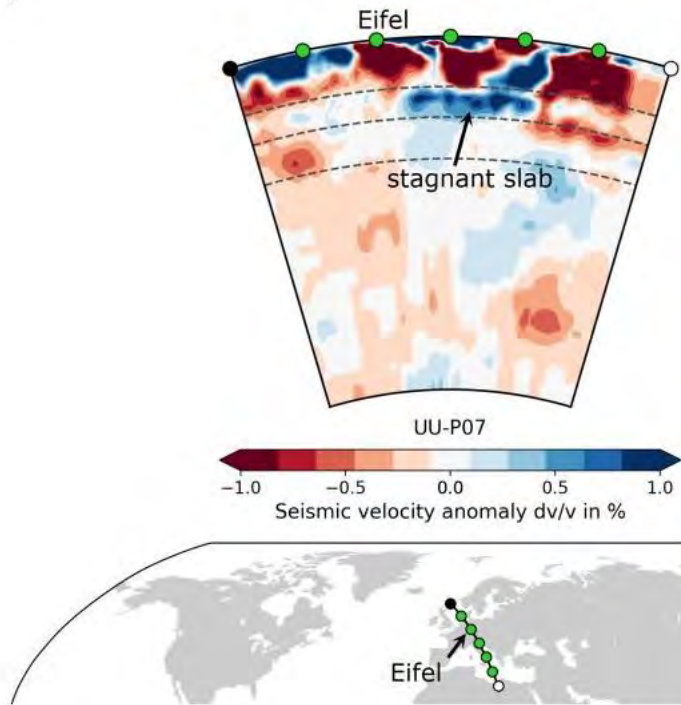 Eifel
stagnant slab
UU-P07
−1.0 −0.5 0.0 0.5 1.0
Seismic velocity anomaly dv/v in %
Eifel